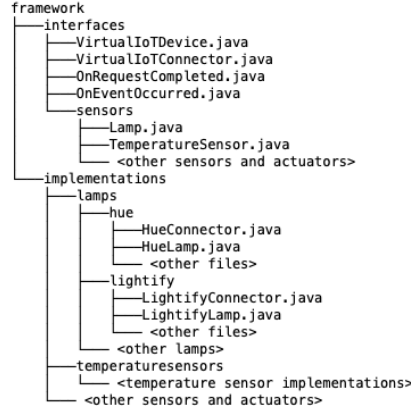 framework
interfaces
VirtualIoTDevice.java
VirtualIoTConnector.java
OnRequestCompleted.java
OnEventOccurred.java
sensors
Lamp.java
TemperatureSensor.java
<other sensors and actuators>
implementations
lamps
hue
HueConnector.java
HueLamp.java
<other files>
lightify
LightifyConnector.java
LightifyLamp.java
<other files>
<other lamps>
temperaturesensors
<temperature sensor implementations>
<other sensors and actuators>